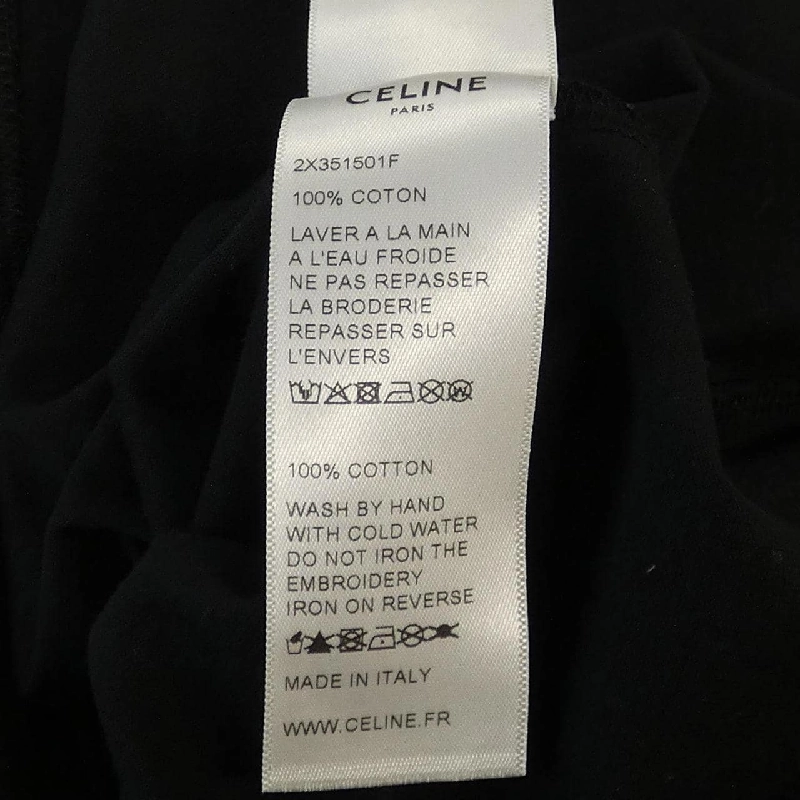 CELINE
PARIS
2X351501F
100% COTON
LAVER A LA MAIN
A L'EAU FROIDE
NE PAS REPASSER
LA BRODERIE
REPASSER SUR
L'ENVERS
100% COTTON
WASH BY HAND
WITH COLD WATER
DO NOT IRON THE
EMBROIDERY
IRON ON REVERSE
MADE IN ITALY
WWW.CELINE.FR